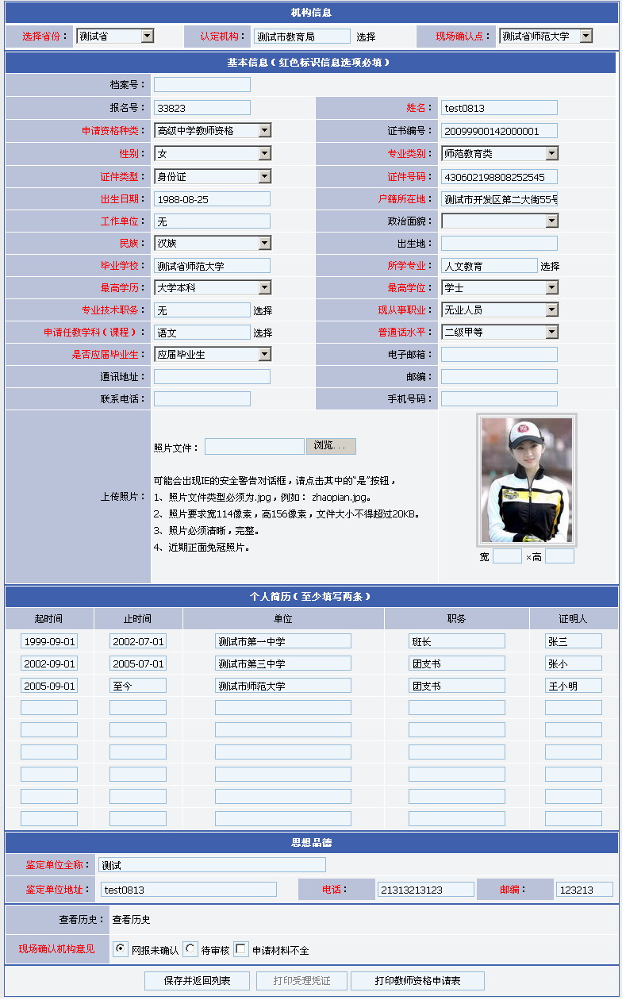 机构信息
选择省份： 测试省 认定机构： 测试市教育局 选择 现场确认点： 测试省师范大学
基本信息（红色标识信息选项必填）
档案号：
报名号： 33823 姓名： test0813
申请资格种类： 高级中学教师资格 证书编号： 20099900142000001
性别： 女 专业类别： 师范教育类
证件类型： 身份证 证件号码： 430602198808252545
出生日期： 1988-08-25 户籍所在地： 测试市开发区第二大街55号
工作单位： 无 政治面貌：
民族： 汉族 出生地：
毕业学校： 测试省师范大学 所学专业： 人文教育 选择
最高学历： 大学本科 最高学位： 学士
专业技术职务： 无 选择 现从事职业： 无业人员
申请任教学科（课程）： 语文 选择 普通话水平： 二级甲等
是否应届毕业生： 应届毕业生 电子邮箱：
通讯地址： 邮编：
联系电话： 手机号码：
上传照片： 照片文件： 浏览...
可能会出现IE的安全警告对话框，请点击其中的“是”按钮，
1、照片文件类型必须为.jpg，例如： zhaopian.jpg。
2、照片要求宽114像素，高156像素，文件大小不得超过20KB。
3、照片必须清晰，完整。
4、近期正面免冠照片。
宽 ×高
个人简历（至少填写两条）
起时间 止时间 单位 职务 证明人
1999-09-01 2002-07-01 测试市第一中学 班长 张三
2002-09-01 2005-07-01 测试市第三中学 团支书 张小
2005-09-01 至今 测试市师范大学 团支书 王小明
思想品德
鉴定单位全称： 测试
鉴定单位地址： test0813 电话： 21313213123 邮编： 123213
查看历史： 查看历史
现场确认机构意见 网报未确认 待审核 申请材料不全
保存并返回列表 打印受理凭证 打印教师资格申请表